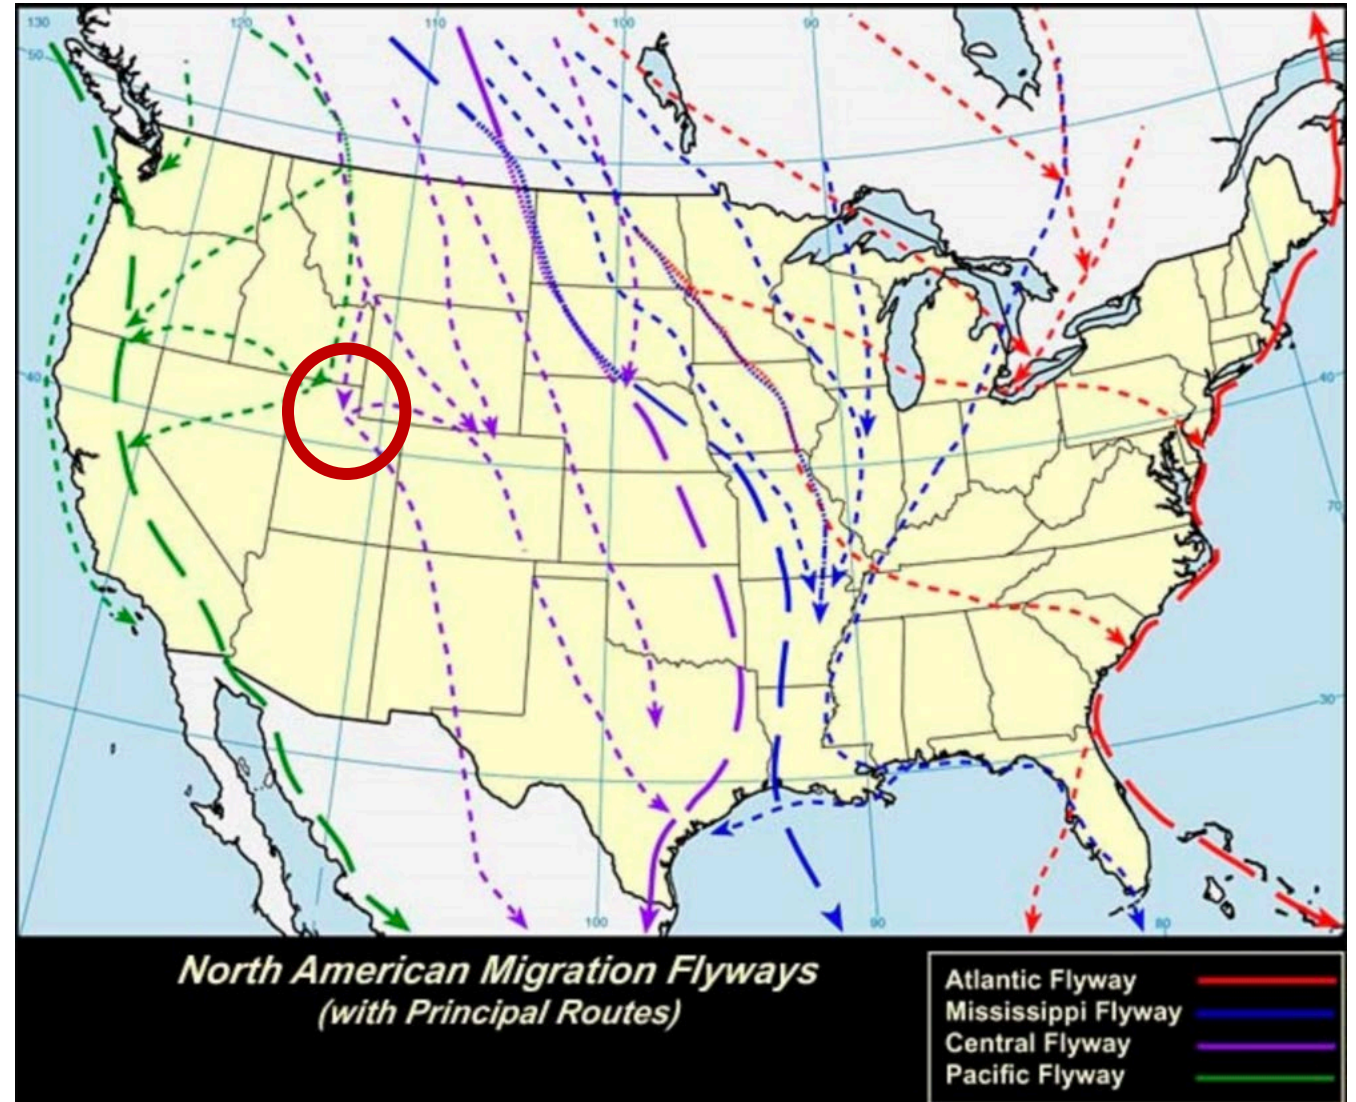 130
120
110
100
90
50
40
40
70
30
100
90
80
North American Migration Flyways
(with Principal Routes)
Atlantic Flyway
Mississippi Flyway
Central Flyway
Pacific Flyway